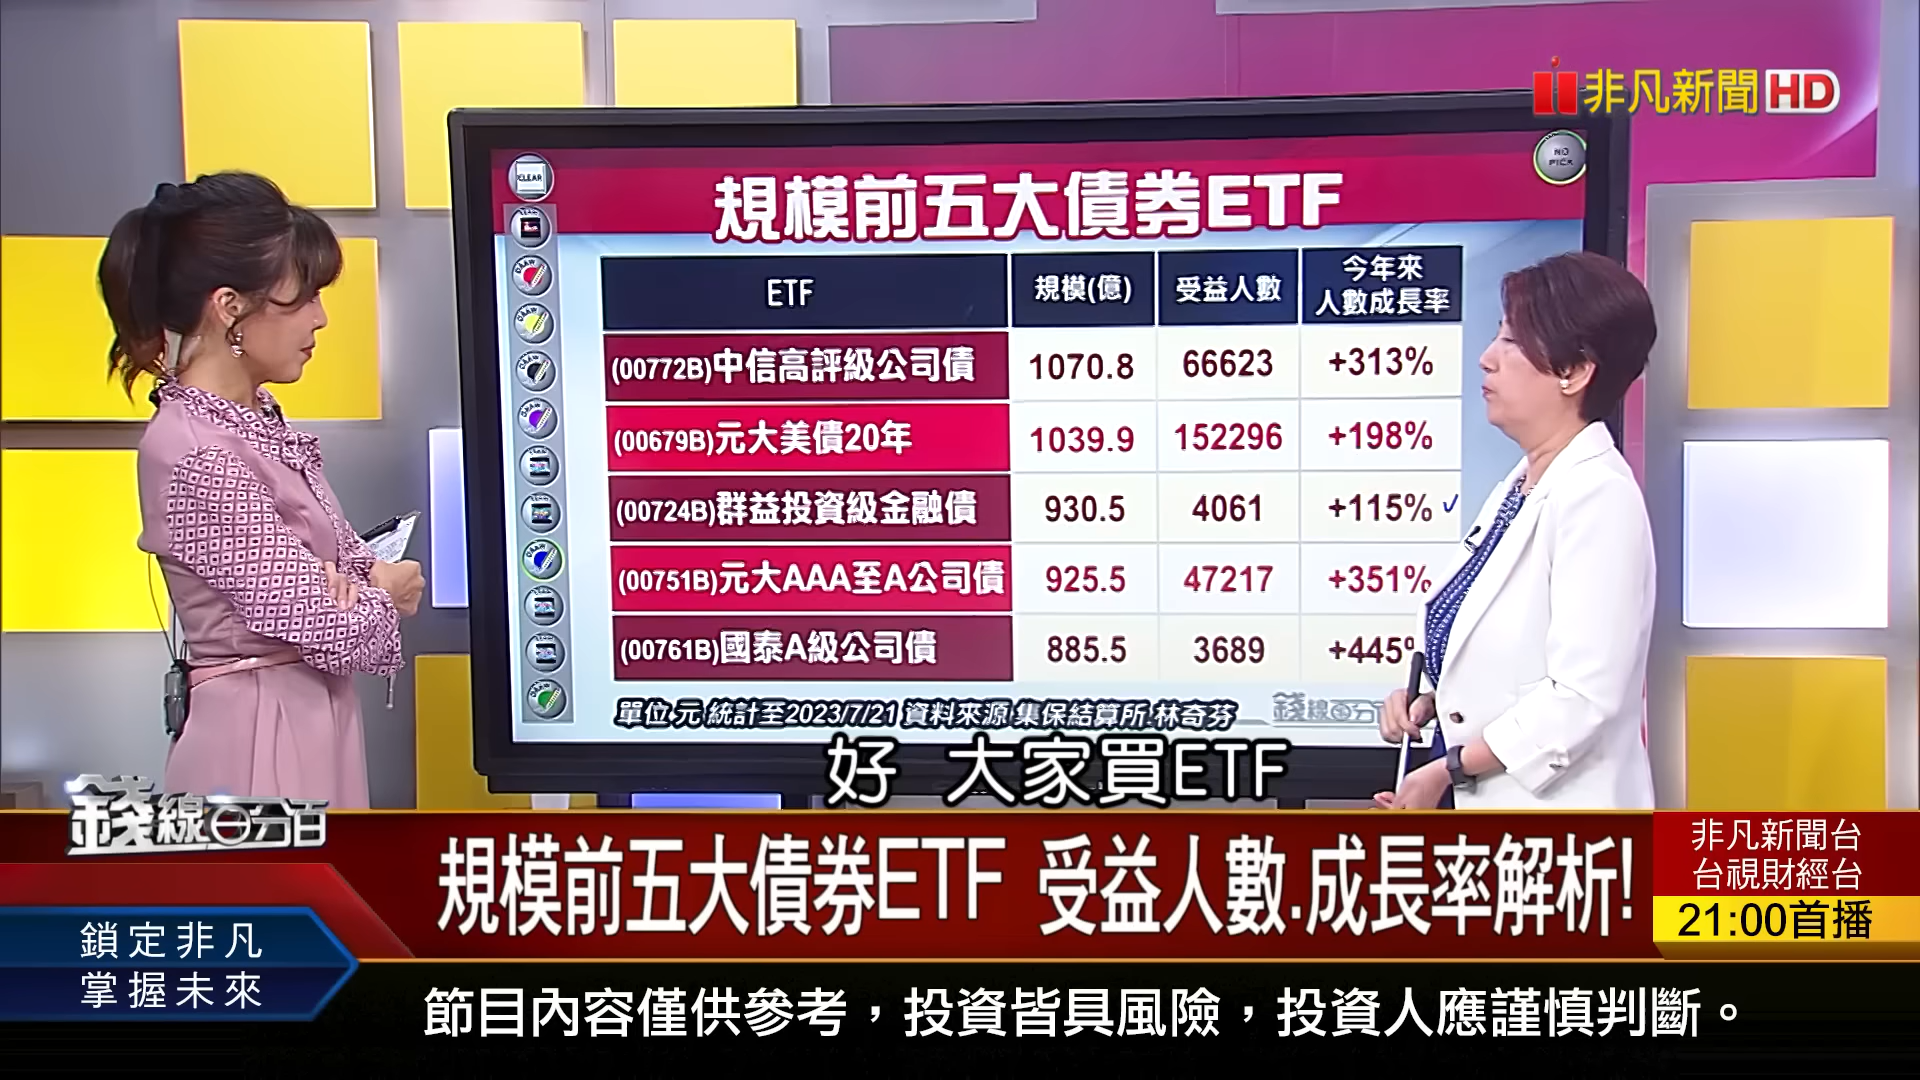 非凡新聞HD
CLEAR
NO PICK
規模前五大債券ETF
ETF 規模(億) 受益人數 今年來人數成長率
(00772B)中信高評級公司債 1070.8 66623 +313%
(00679B)元大美債20年 1039.9 152296 +198%
(00724B)群益投資級金融債 930.5 4061 +115%
(00751B)元大AAA至A公司債 925.5 47217 +351%
(00761B)國泰A級公司債 885.5 3689 +445%
單位 元 統計至2023/7/21 資料來源 集保結算所 林奇芬
錢線百分
好 大家買ETF
錢線百分百
規模前五大債券ETF 受益人數.成長率解析!
非凡新聞台
台視財經台
21:00首播
鎖定非凡
掌握未來
節目內容僅供參考，投資皆具風險，投資人應謹慎判斷。